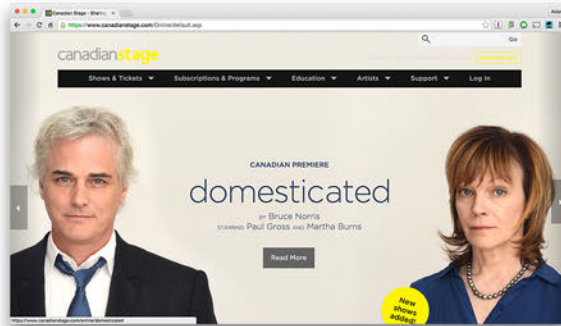 Canadian Stage - Sharing
https://www.canadianstage.com/Online/default.asp
Go
canadianstage
Shows & Tickets
Subscriptions & Programs
Education
Artists
Support
Log In
CANADIAN PREMIERE
domesticated
BY Bruce Norris
STARRING Paul Gross AND Martha Burns
Read More
New
shows
added!
https://www.canadianstage.com/online/domesticated